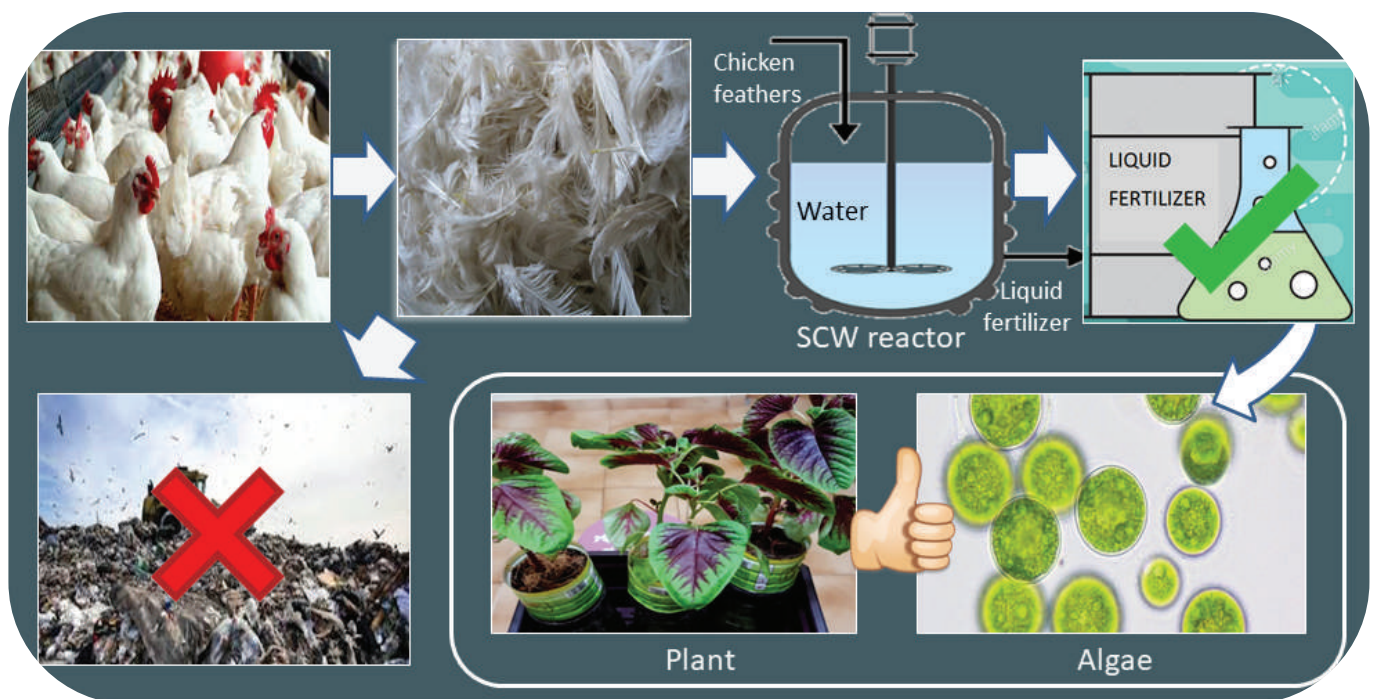 Chicken
feathers
Water
SCW reactor
Liquid
fertilizer
LIQUID
FERTILIZER
Plant
Algae